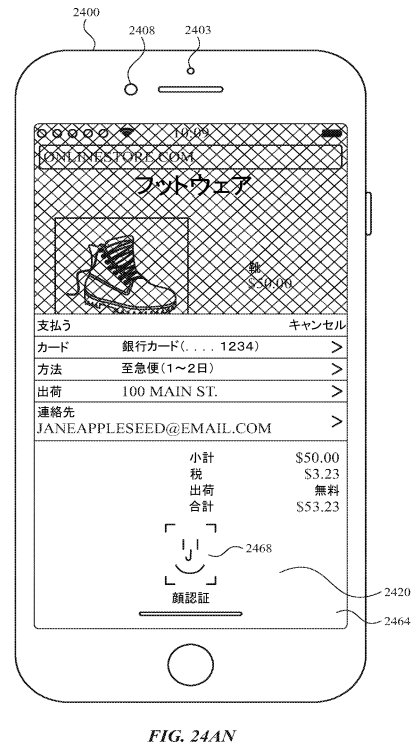 2400
2408
2403
10:09
ONLINESTORE.COM
フットウェア
靴
$50.00
支払う キャンセル
カード 銀行カード(. . . . 1234)
方法 至急便(1〜2日)
出荷 100 MAIN ST.
連絡先
JANEAPPLESEED@EMAIL.COM
小計 $50.00
税 $3.23
出荷 無料
合計 $53.23
2468
顔認証
2420
2464
FIG. 24AN